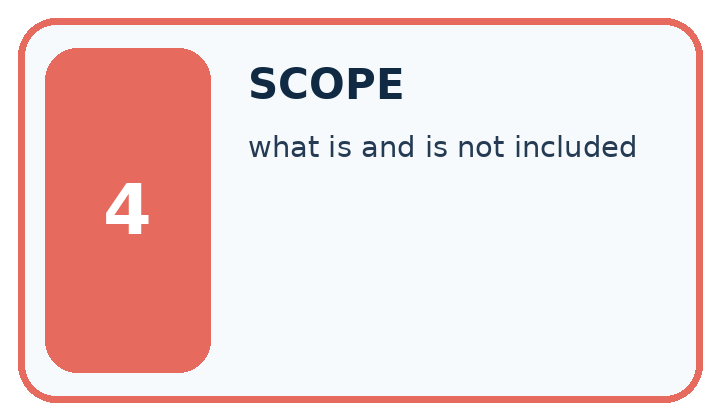 4
SCOPE
what is and is not included